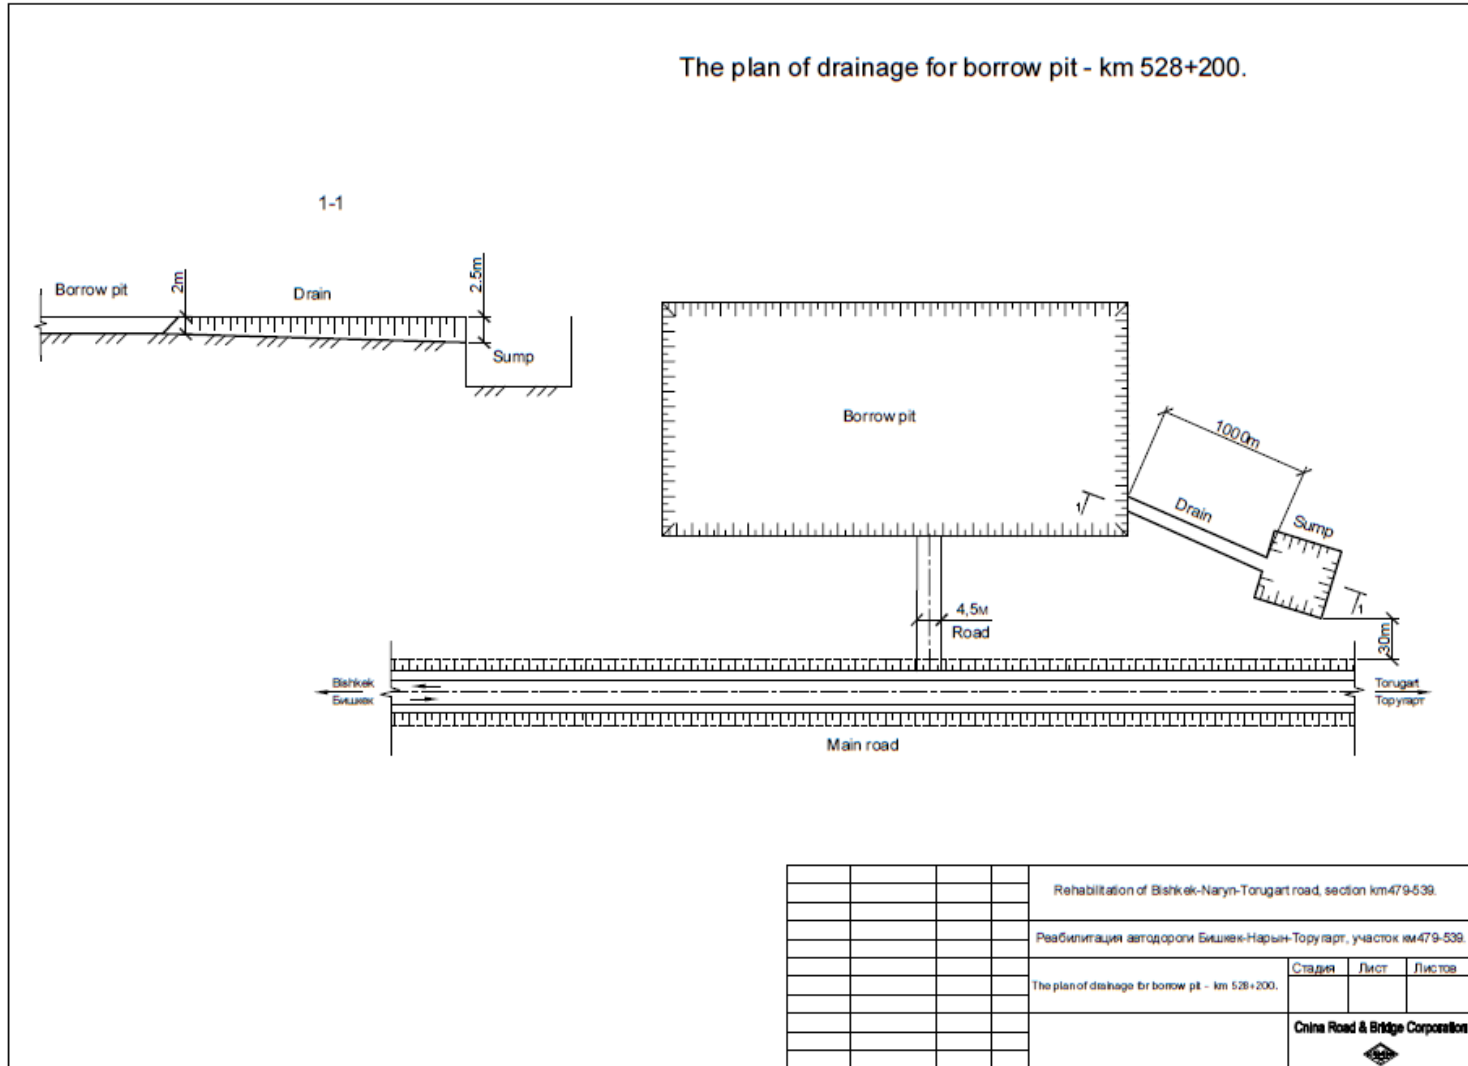 The plan of drainage for borrow pit - km 528+200.
1-1
Borrow pit
2m
Drain
2.5m
Sump
Borrow pit
1000m
1
Drain
Sump
1
4,5м
Road
30m
Bishkek
Бишкек
Torugart
Торугарт
Main road
Rehabilitation of Bishkek-Naryn-Torugart road, section km479-539.
Реабилитация автодороги Бишкек-Нарын-Торугарт, участок км479-539.
Стадия Лист Листов
The plan of drainage for borrow pit - km 528+200.
Cnina Road & Bridge Corporation